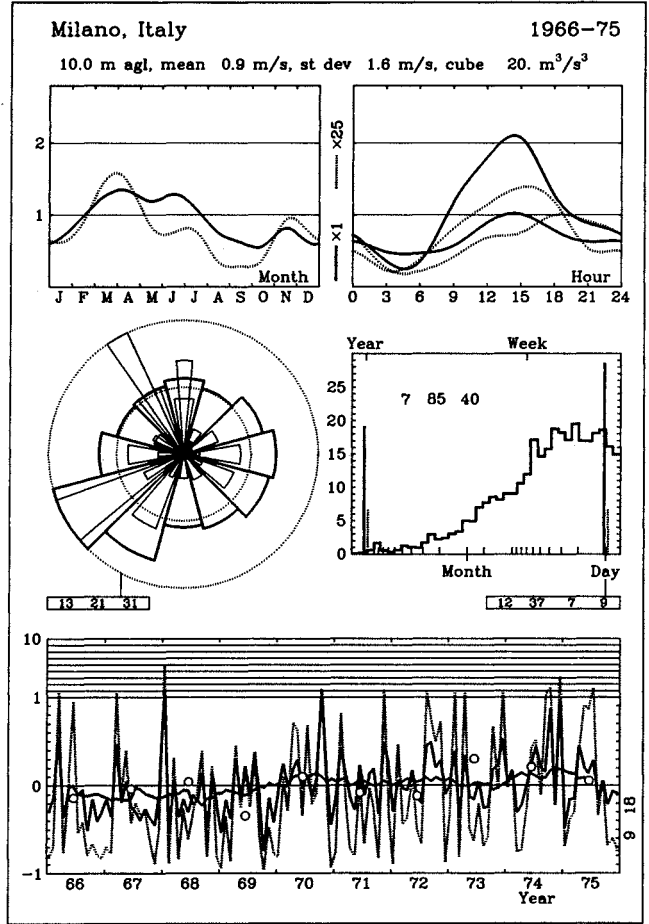 Milano, Italy 1966-75
10.0 m agl, mean 0.9 m/s, st dev 1.6 m/s, cube 20. m³/s³
2
1
Month
J F M A M J J A S O N D
×25
×1
Hour
0 3 6 9 12 15 18 21 24
Year Week
25
20
15
10
5
0
7 85 40
Month Day
13 21 31
12 37 7 9
10
1
0
-1
66 67 68 69 70 71 72 73 74 75
Year
9 18